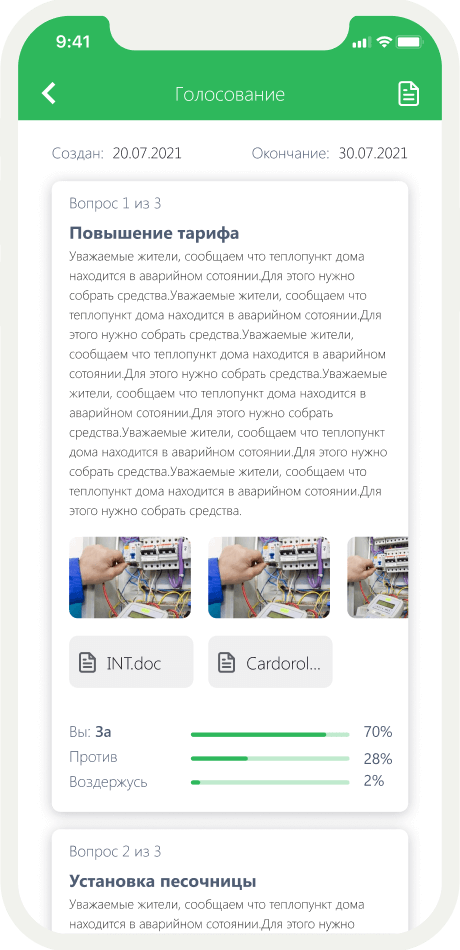 9:41
Голосование
Создан: 20.07.2021 Окончание: 30.07.2021
Вопрос 1 из 3
Повышение тарифа
Уважаемые жители, сообщаем что теплопункт дома
находится в аварийном сотоянии.Для этого нужно
собрать средства.Уважаемые жители, сообщаем что
теплопункт дома находится в аварийном сотоянии.Для
этого нужно собрать средства.Уважаемые жители,
сообщаем что теплопункт дома находится в аварийном
сотоянии.Для этого нужно собрать средства.Уважаемые
жители, сообщаем что теплопункт дома находится в
аварийном сотоянии.Для этого нужно собрать
средства.Уважаемые жители, сообщаем что теплопункт
дома находится в аварийном сотоянии.Для этого нужно
собрать средства.Уважаемые жители, сообщаем что
теплопункт дома находится в аварийном сотоянии.Для
этого нужно собрать средства.
INT.doc Cardorol...
Вы: За 70%
Против 28%
Воздержусь 2%
Вопрос 2 из 3
Установка песочницы
Уважаемые жители, сообщаем что теплопункт дома
находится в аварийном сотоянии.Для этого нужно